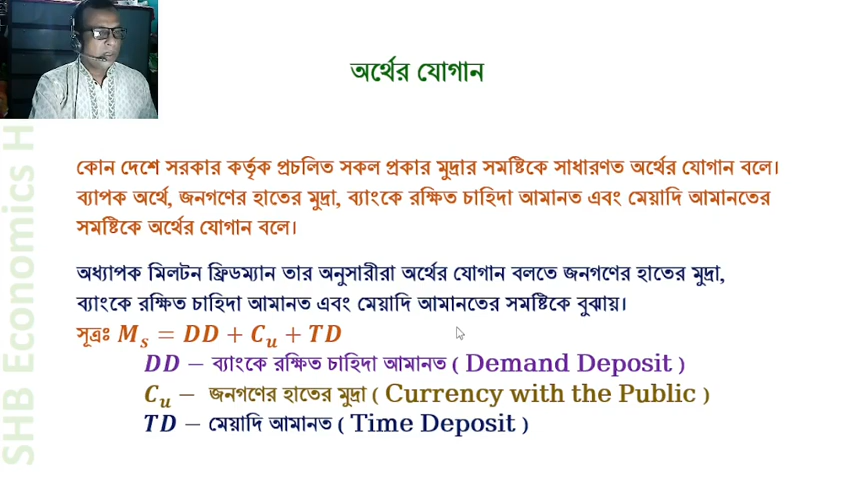 অর্থের যোগান
কোন দেশে সরকার কর্তৃক প্রচলিত সকল প্রকার মুদ্রার সমষ্টিকে সাধারণত অর্থের যোগান বলে।
ব্যাপক অর্থে, জনগণের হাতের মুদ্রা, ব্যাংকে রক্ষিত চাহিদা আমানত এবং মেয়াদি আমানতের
সমষ্টিকে অর্থের যোগান বলে।
অধ্যাপক মিলটন ফ্রিডম্যান তার অনুসারীরা অর্থের যোগান বলতে জনগণের হাতের মুদ্রা,
ব্যাংকে রক্ষিত চাহিদা আমানত এবং মেয়াদি আমানতের সমষ্টিকে বুঝায়।
সূত্রঃ Mₛ = DD + Cᵤ + TD
DD − ব্যাংকে রক্ষিত চাহিদা আমানত ( Demand Deposit )
Cᵤ − জনগণের হাতের মুদ্রা ( Currency with the Public )
TD − মেয়াদি আমানত ( Time Deposit )
SHB Economics H